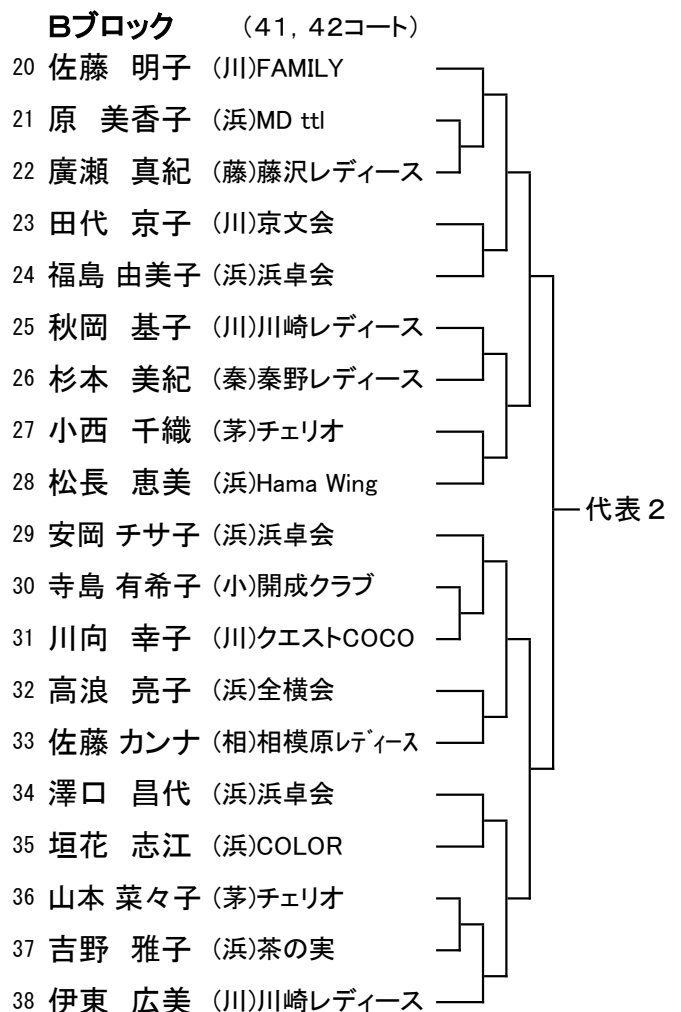 Bブロック (41, 42コート)
20 佐藤 明子 (川)FAMILY
21 原 美香子 (浜)MD ttl
22 廣瀬 真紀 (藤)藤沢レディース
23 田代 京子 (川)京文会
24 福島 由美子 (浜)浜卓会
25 秋岡 基子 (川)川崎レディース
26 杉本 美紀 (秦)秦野レディース
27 小西 千織 (茅)チェリオ
28 松長 恵美 (浜)Hama Wing
代表2
29 安岡 チサ子 (浜)浜卓会
30 寺島 有希子 (小)開成クラブ
31 川向 幸子 (川)クエストCOCO
32 高浪 亮子 (浜)全横会
33 佐藤 カンナ (相)相模原レディース
34 澤口 昌代 (浜)浜卓会
35 垣花 志江 (浜)COLOR
36 山本 菜々子 (茅)チェリオ
37 吉野 雅子 (浜)茶の実
38 伊東 広美 (川)川崎レディース